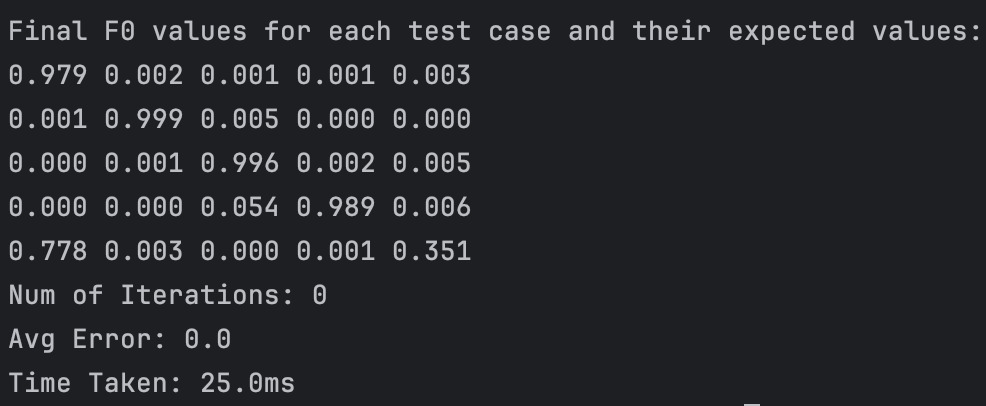 Final F0 values for each test case and their expected values:
0.979 0.002 0.001 0.001 0.003
0.001 0.999 0.005 0.000 0.000
0.000 0.001 0.996 0.002 0.005
0.000 0.000 0.054 0.989 0.006
0.778 0.003 0.000 0.001 0.351
Num of Iterations: 0
Avg Error: 0.0
Time Taken: 25.0ms